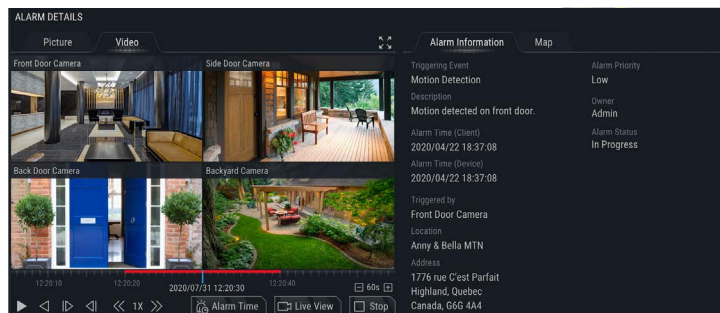 ALARM DETAILS
Picture
Video
Front Door Camera
Side Door Camera
Back Door Camera
Backyard Camera
12:20:10
12:20:20
2020/07/31 12:20:30
12:20:40
60s
1X
Alarm Time
Live View
Stop
Alarm Information
Map
Triggering Event
Motion Detection
Alarm Priority
Low
Description
Motion detected on front door.
Owner
Admin
Alarm Time (Client)
2020/04/22 18:37:08
Alarm Status
In Progress
Alarm Time (Device)
2020/04/22 18:37:08
Triggered by
Front Door Camera
Location
Anny & Bella MTN
Address
1776 rue C'est Parfait
Highland, Quebec
Canada, G6G 4A4